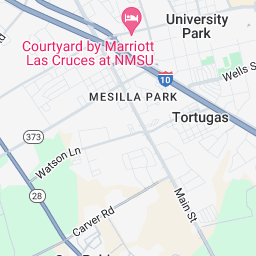 University
Park
Courtyard by Marriott
Las Cruces at NMSU
10
Wells S
MESILLA PARK
Tortugas
373
Watson Ln
28
Main St
Carver Rd